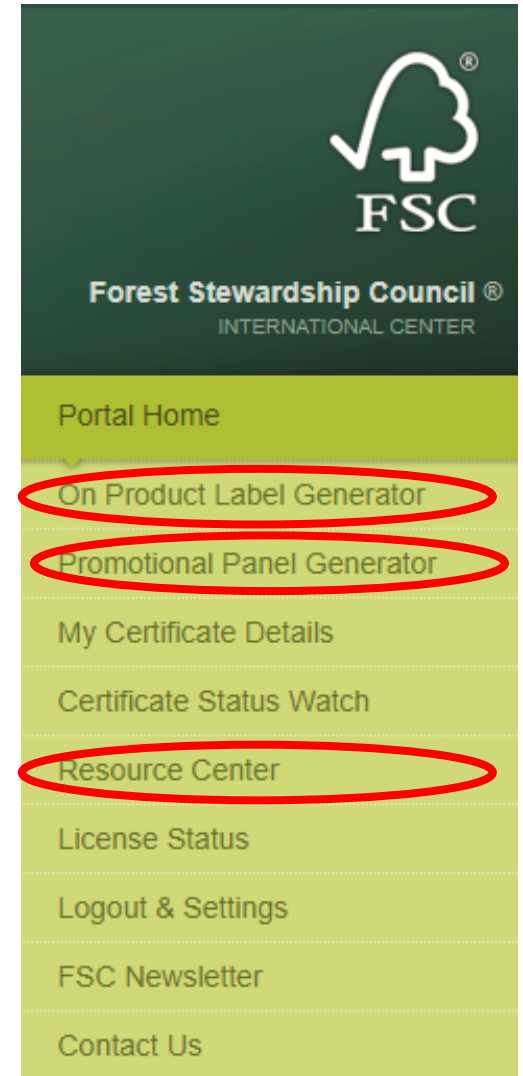 ®
FSC
Forest Stewardship Council ®
INTERNATIONAL CENTER
Portal Home
On Product Label Generator
Promotional Panel Generator
My Certificate Details
Certificate Status Watch
Resource Center
License Status
Logout & Settings
FSC Newsletter
Contact Us